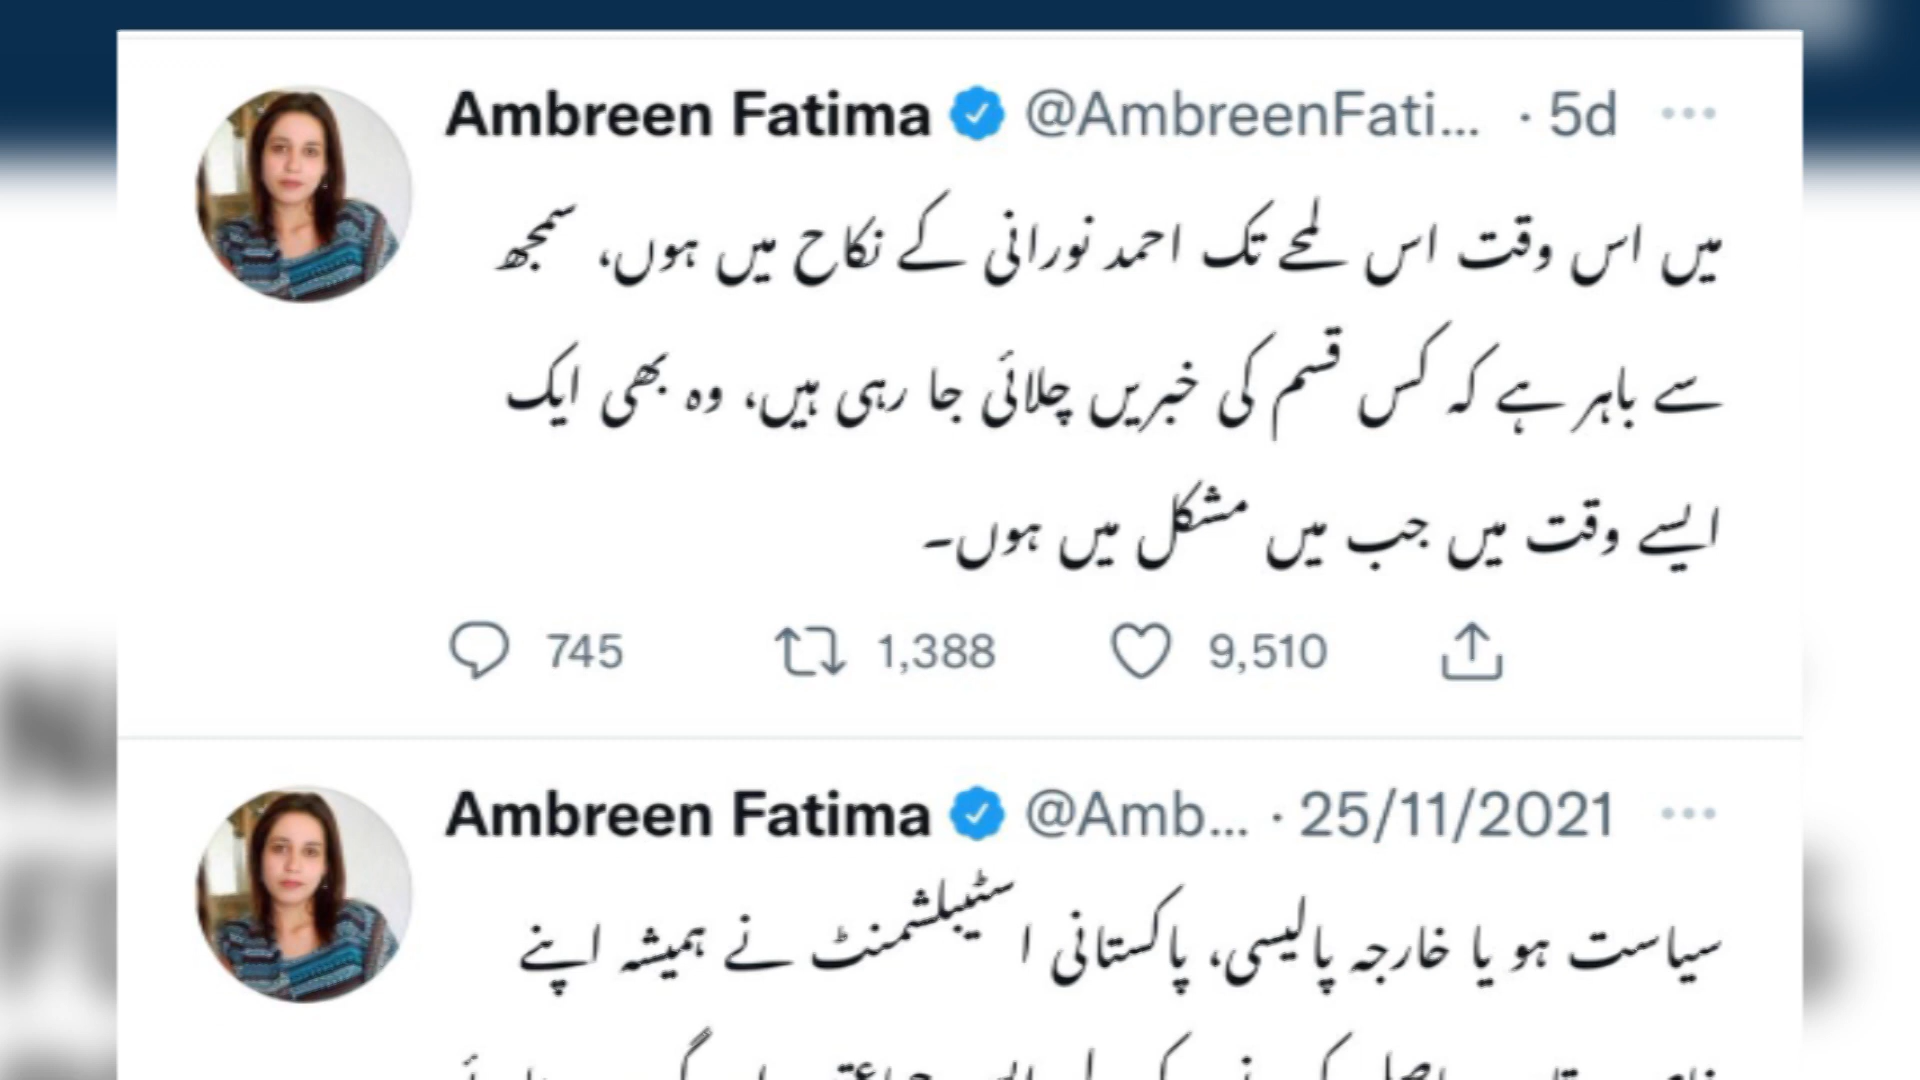 Ambreen Fatima @AmbreenFati... · 5d
میں اس وقت اس لمحے تک احمد نورانی کے نکاح میں ہوں، سمجھ
سے باہر ہے کہ کس قسم کی خبریں چلائی جا رہی ہیں، وہ بھی ایک
ایسے وقت میں جب میں مشکل میں ہوں۔
745 1,388 9,510
Ambreen Fatima @Amb... · 25/11/2021
سیاست ہو یا خارجہ پالیسی، پاکستانی اسٹیبلشمنٹ نے ہمیشہ اپنے